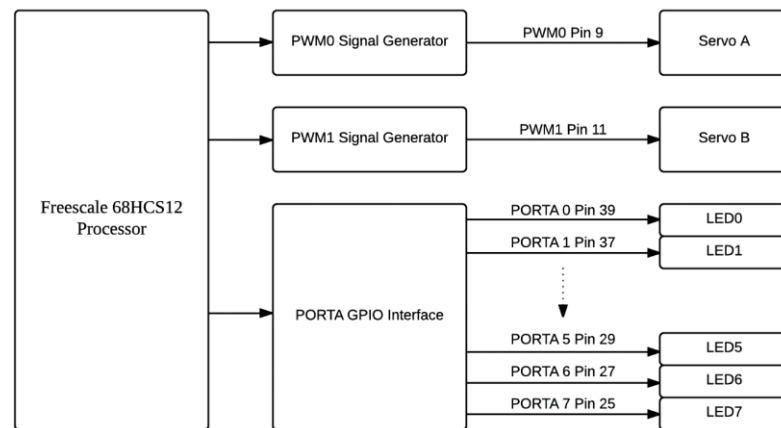 Freescale 68HCS12
Processor
PWM0 Signal Generator
PWM0 Pin 9
Servo A
PWM1 Signal Generator
PWM1 Pin 11
Servo B
PORTA GPIO Interface
PORTA 0 Pin 39
LED0
PORTA 1 Pin 37
LED1
PORTA 5 Pin 29
LED5
PORTA 6 Pin 27
LED6
PORTA 7 Pin 25
LED7